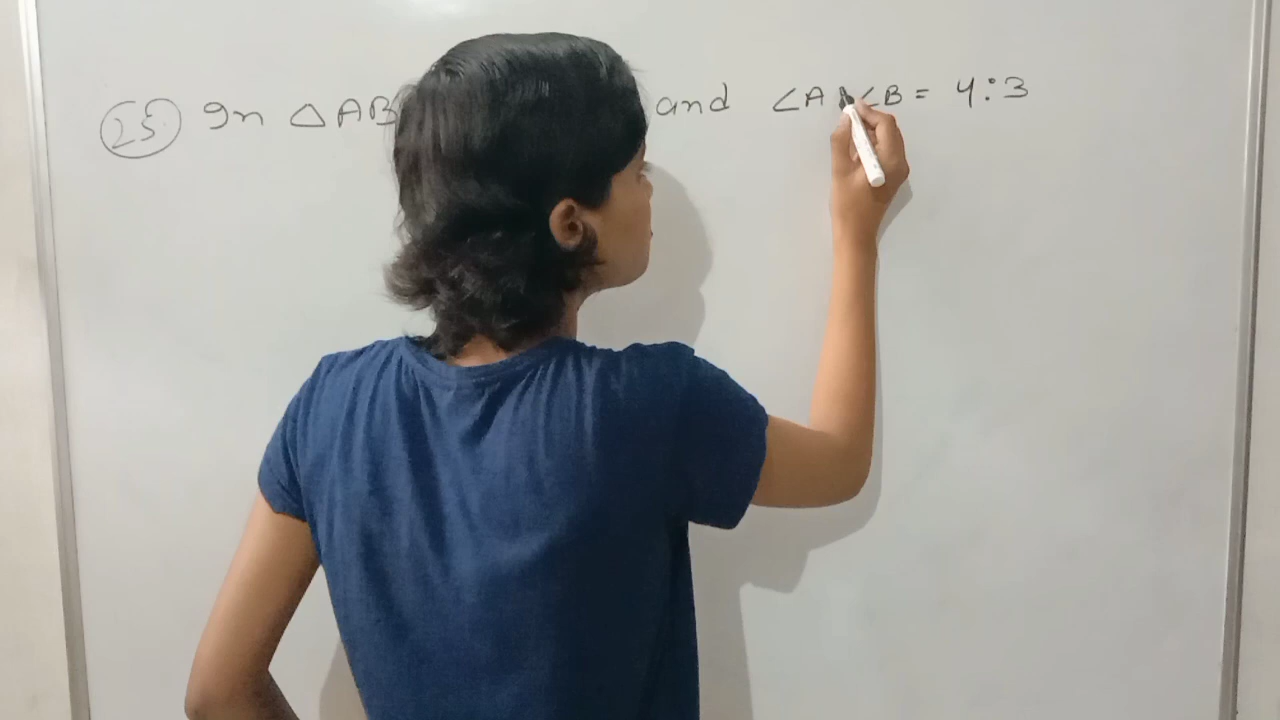 25. In △AB and ∠A ∠B = 4:3